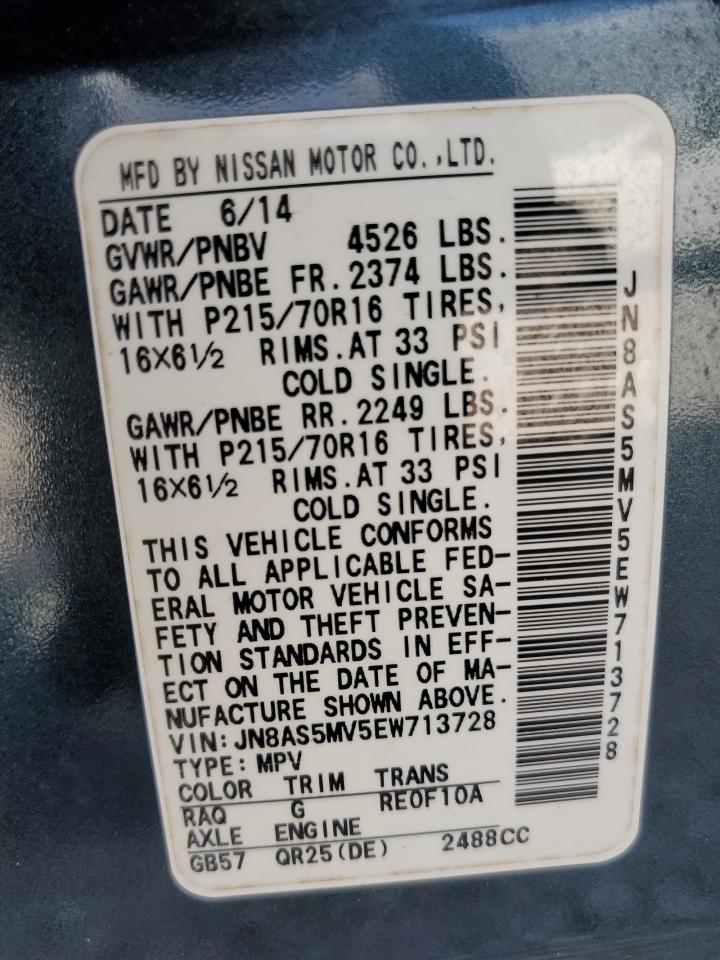 MFD BY NISSAN MOTOR CO.,LTD.
DATE 6/14
GVWR/PNBV 4526 LBS.
GAWR/PNBE FR. 2374 LBS.
WITH P215/70R16 TIRES,
16X6½ RIMS.AT 33 PSI
COLD SINGLE.
GAWR/PNBE RR. 2249 LBS.
WITH P215/70R16 TIRES,
16X6½ RIMS.AT 33 PSI
COLD SINGLE.
THIS VEHICLE CONFORMS
TO ALL APPLICABLE FED-
ERAL MOTOR VEHICLE SA-
FETY AND THEFT PREVEN-
TION STANDARDS IN EFF-
ECT ON THE DATE OF MA-
NUFACTURE SHOWN ABOVE.
VIN: JN8AS5MV5EW713728
TYPE: MPV
COLOR TRIM TRANS
RAQ G RE0F10A
AXLE ENGINE
GB57 QR25(DE) 2488CC
JN8AS5MV5EW713728